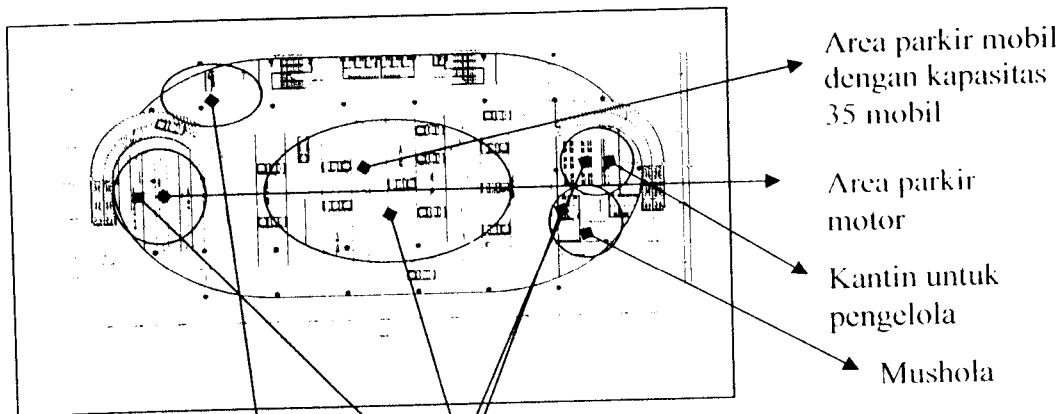 Area parkir mobil
dengan kapasitas
35 mobil
Area parkir
motor
Kantin untuk
pengelola
Mushola